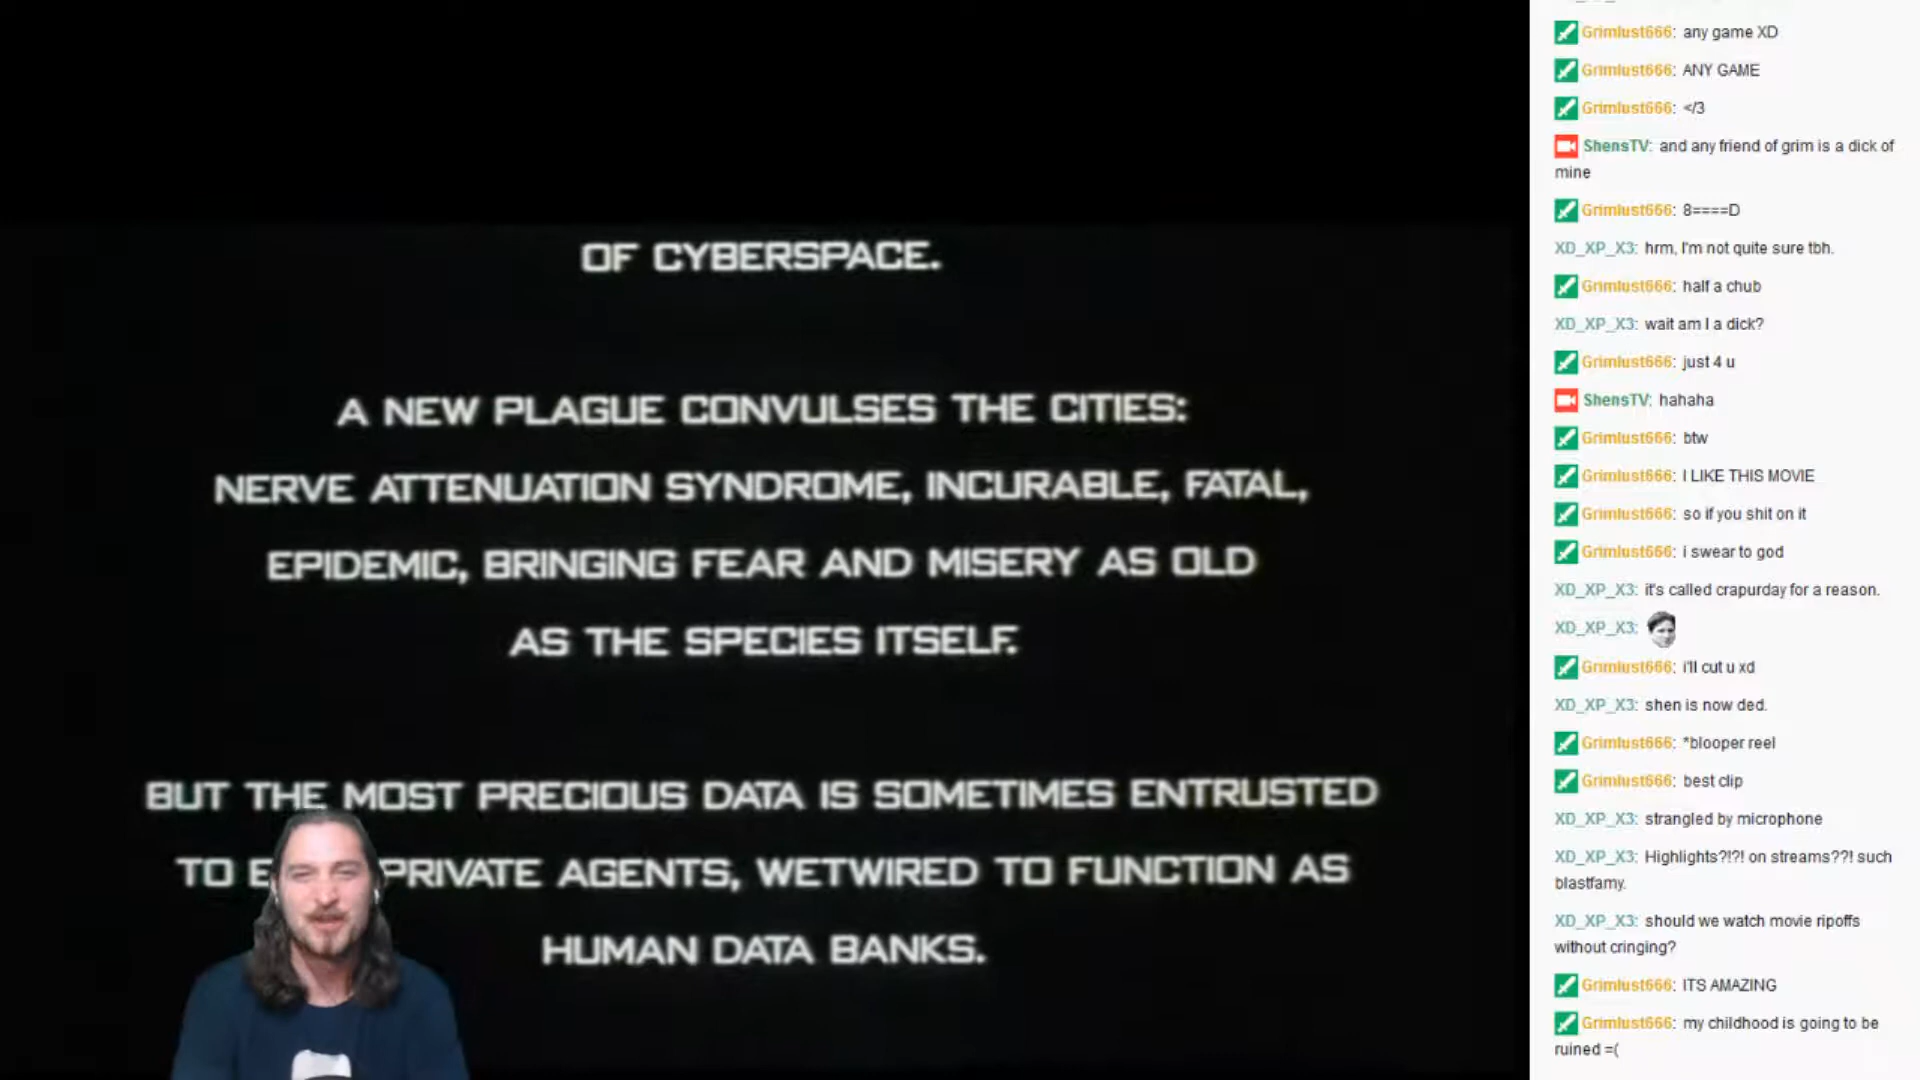 OF CYBERSPACE.
A NEW PLAGUE CONVULSES THE CITIES:
NERVE ATTENUATION SYNDROME, INCURABLE, FATAL,
EPIDEMIC, BRINGING FEAR AND MISERY AS OLD
AS THE SPECIES ITSELF.
BUT THE MOST PRECIOUS DATA IS SOMETIMES ENTRUSTED
TO E PRIVATE AGENTS, WETWIRED TO FUNCTION AS
HUMAN DATA BANKS.
Grimlust666: any game XD
Grimlust666: ANY GAME
Grimlust666: </3
ShensTV: and any friend of grim is a dick of
mine
Grimlust666: 8====D
XD_XP_X3: hrm, I'm not quite sure tbh.
Grimlust666: half a chub
XD_XP_X3: wait am I a dick?
Grimlust666: just 4 u
ShensTV: hahaha
Grimlust666: btw
Grimlust666: I LIKE THIS MOVIE
Grimlust666: so if you shit on it
Grimlust666: i swear to god
XD_XP_X3: it's called crapurday for a reason.
XD_XP_X3:
Grimlust666: i'll cut u xd
XD_XP_X3: shen is now ded.
Grimlust666: *blooper reel
Grimlust666: best clip
XD_XP_X3: strangled by microphone
XD_XP_X3: Highlights?!?! on streams??! such
blastfamy.
XD_XP_X3: should we watch movie ripoffs
without cringing?
Grimlust666: ITS AMAZING
Grimlust666: my childhood is going to be
ruined =(